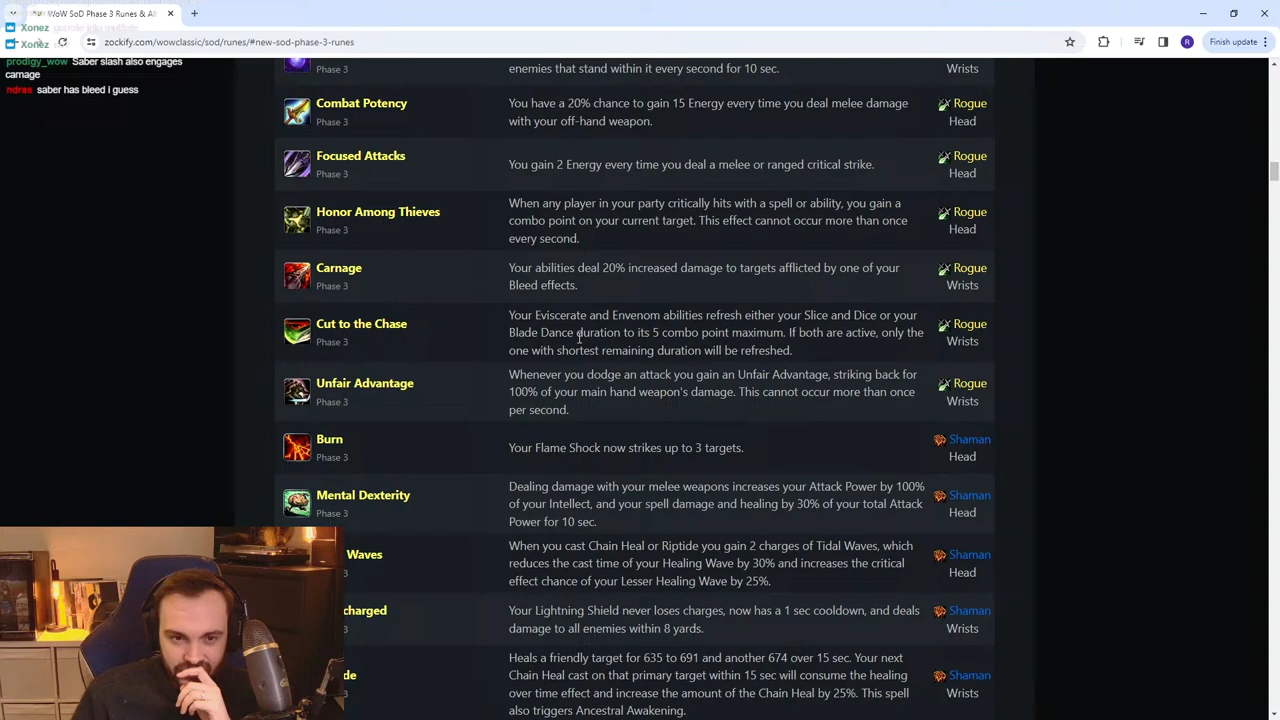 WoW SoD Phase 3 Runes & Al
Xonez
Xonez
zockify.com/wowclassic/sod/runes/#new-sod-phase-3-runes
Finish update
prodigy_wow Saber slash also engages
carnage
ndras saber has bleed i guess
Phase 3
enemies that stand within it every second for 10 sec.
Wrists
Combat Potency
Phase 3
You have a 20% chance to gain 15 Energy every time you deal melee damage
with your off-hand weapon.
Rogue
Head
Focused Attacks
Phase 3
You gain 2 Energy every time you deal a melee or ranged critical strike.
Rogue
Head
Honor Among Thieves
Phase 3
When any player in your party critically hits with a spell or ability, you gain a
combo point on your current target. This effect cannot occur more than once
every second.
Rogue
Head
Carnage
Phase 3
Your abilities deal 20% increased damage to targets afflicted by one of your
Bleed effects.
Rogue
Wrists
Cut to the Chase
Phase 3
Your Eviscerate and Envenom abilities refresh either your Slice and Dice or your
Blade Dance duration to its 5 combo point maximum. If both are active, only the
one with shortest remaining duration will be refreshed.
Rogue
Wrists
Unfair Advantage
Phase 3
Whenever you dodge an attack you gain an Unfair Advantage, striking back for
100% of your main hand weapon's damage. This cannot occur more than once
per second.
Rogue
Wrists
Burn
Phase 3
Your Flame Shock now strikes up to 3 targets.
Shaman
Head
Mental Dexterity
Phase 3
Dealing damage with your melee weapons increases your Attack Power by 100%
of your Intellect, and your spell damage and healing by 30% of your total Attack
Power for 10 sec.
Shaman
Head
Waves
3
When you cast Chain Heal or Riptide you gain 2 charges of Tidal Waves, which
reduces the cast time of your Healing Wave by 30% and increases the critical
effect chance of your Lesser Healing Wave by 25%.
Shaman
Head
charged
3
Your Lightning Shield never loses charges, now has a 1 sec cooldown, and deals
damage to all enemies within 8 yards.
Shaman
Wrists
de
3
Heals a friendly target for 635 to 691 and another 674 over 15 sec. Your next
Chain Heal cast on that primary target within 15 sec will consume the healing
over time effect and increase the amount of the Chain Heal by 25%. This spell
also triggers Ancestral Awakening.
Shaman
Wrists